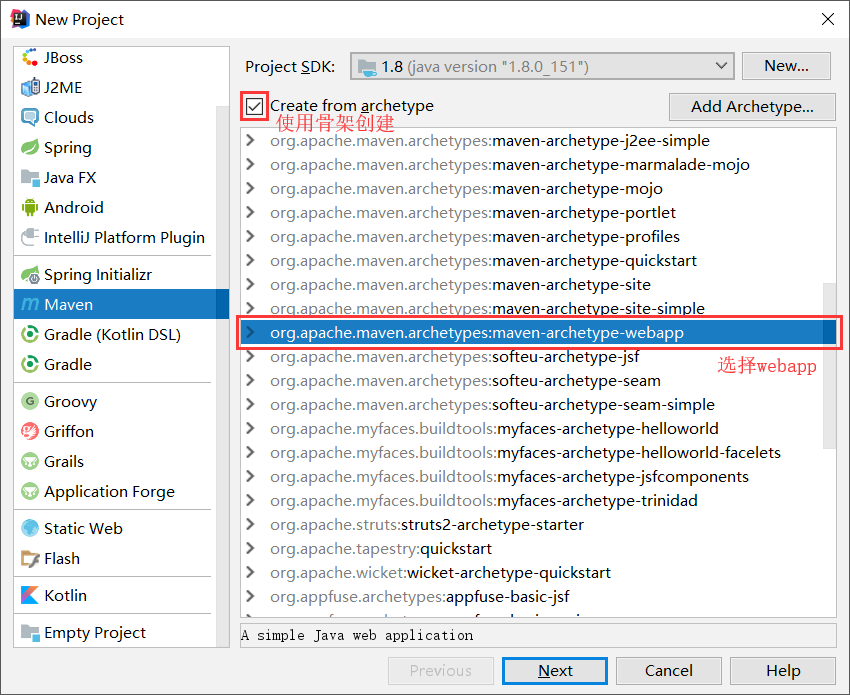 New Project
JBoss
J2ME
Clouds
Spring
Java FX
Android
IntelliJ Platform Plugin
Spring Initializr
Maven
Gradle (Kotlin DSL)
Gradle
Groovy
Griffon
Grails
Application Forge
Static Web
Flash
Kotlin
Empty Project
Project SDK: 1.8 (java version "1.8.0_151") New...
Create from archetype Add Archetype...
使用骨架创建
org.apache.maven.archetypes:maven-archetype-j2ee-simple
org.apache.maven.archetypes:maven-archetype-marmalade-mojo
org.apache.maven.archetypes:maven-archetype-mojo
org.apache.maven.archetypes:maven-archetype-portlet
org.apache.maven.archetypes:maven-archetype-profiles
org.apache.maven.archetypes:maven-archetype-quickstart
org.apache.maven.archetypes:maven-archetype-site
org.apache.maven.archetypes:maven-archetype-site-simple
org.apache.maven.archetypes:maven-archetype-webapp
org.apache.maven.archetypes:softeu-archetype-jsf
选择webapp
org.apache.maven.archetypes:softeu-archetype-seam
org.apache.maven.archetypes:softeu-archetype-seam-simple
org.apache.myfaces.buildtools:myfaces-archetype-helloworld
org.apache.myfaces.buildtools:myfaces-archetype-helloworld-facelets
org.apache.myfaces.buildtools:myfaces-archetype-jsfcomponents
org.apache.myfaces.buildtools:myfaces-archetype-trinidad
org.apache.struts:struts2-archetype-starter
org.apache.tapestry:quickstart
org.apache.wicket:wicket-archetype-quickstart
org.appfuse.archetypes:appfuse-basic-jsf
A simple Java web application
Previous Next Cancel Help